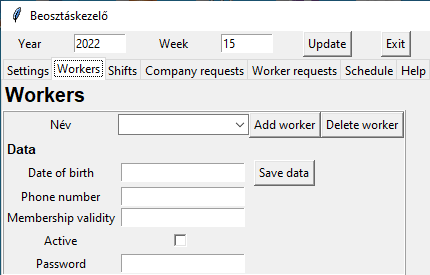 Beosztáskezelő
Year 2022 Week 15 Update Exit
Settings Workers Shifts Company requests Worker requests Schedule Help
Workers
Név Add worker Delete worker
Data
Date of birth Save data
Phone number
Membership validity
Active
Password